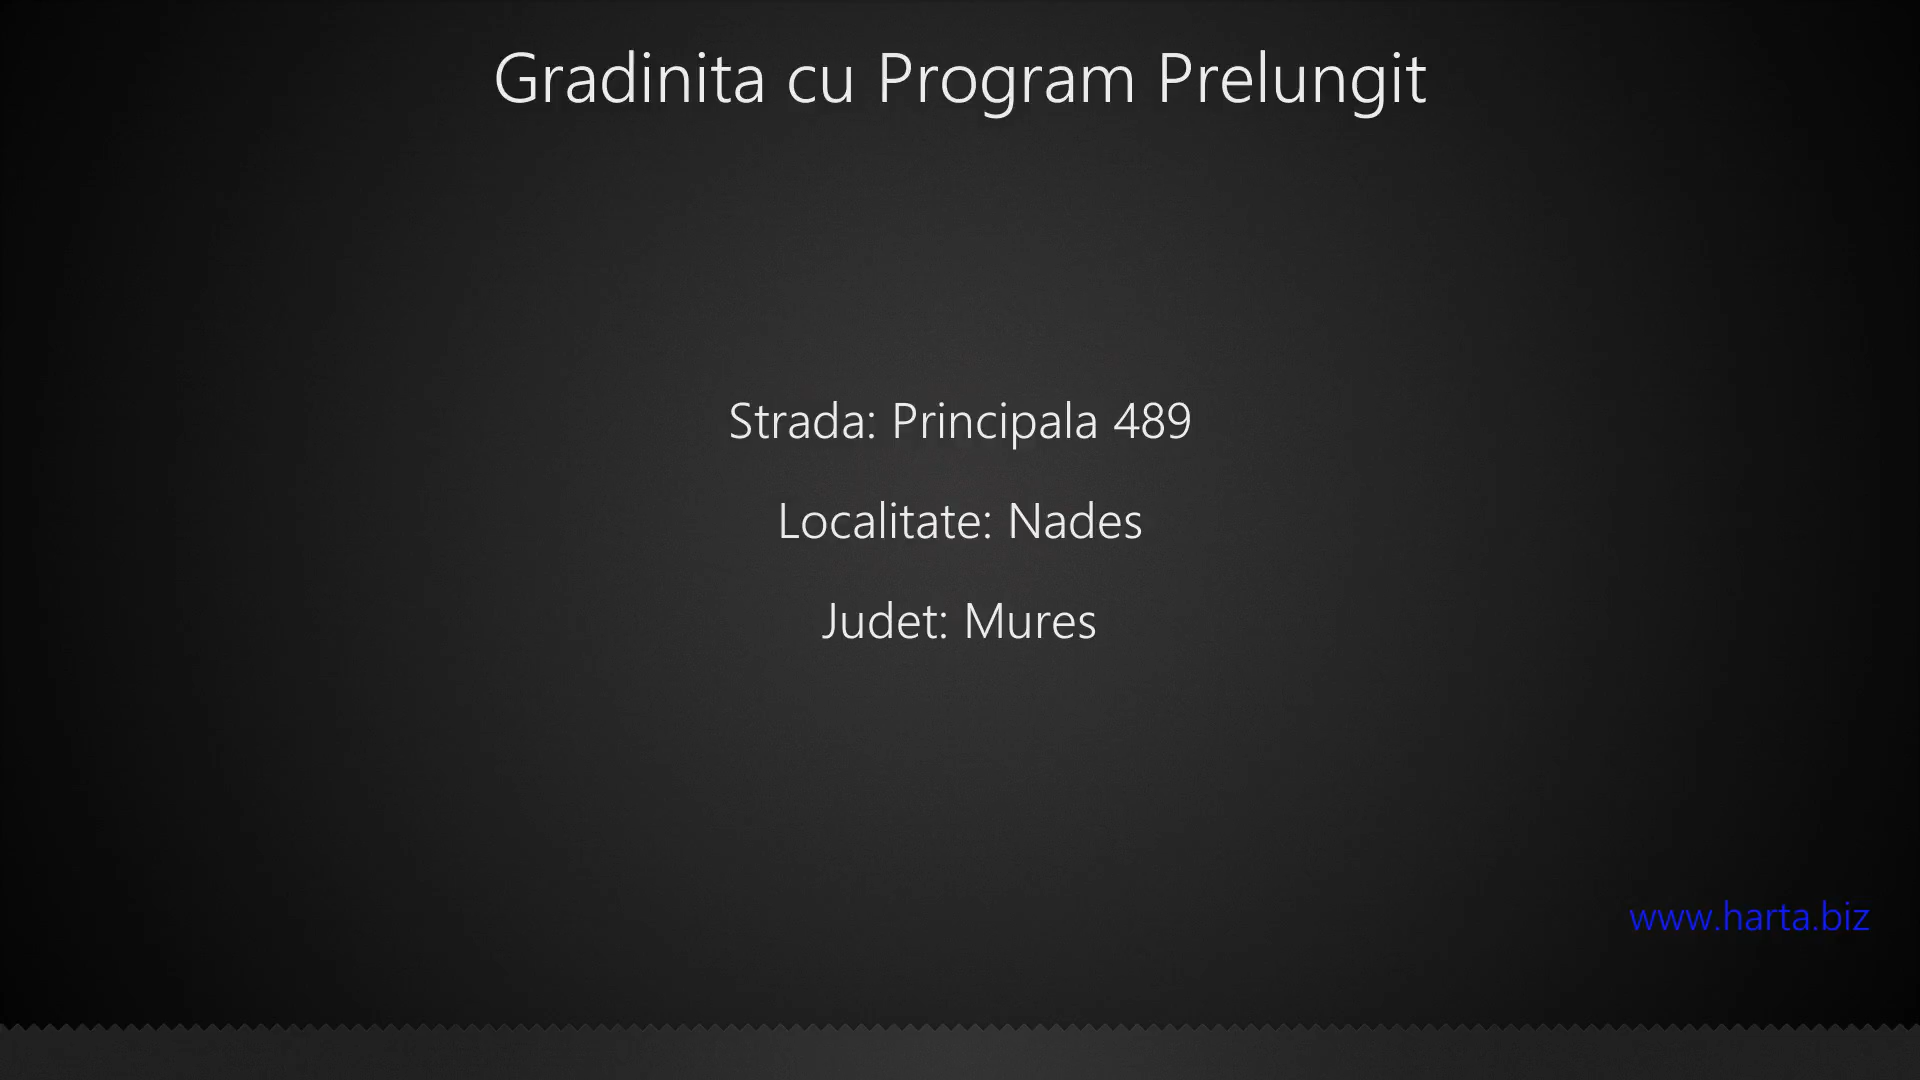 Gradinita cu Program Prelungit
Strada: Principala 489
Localitate: Nades
Judet: Mures
www.harta.biz